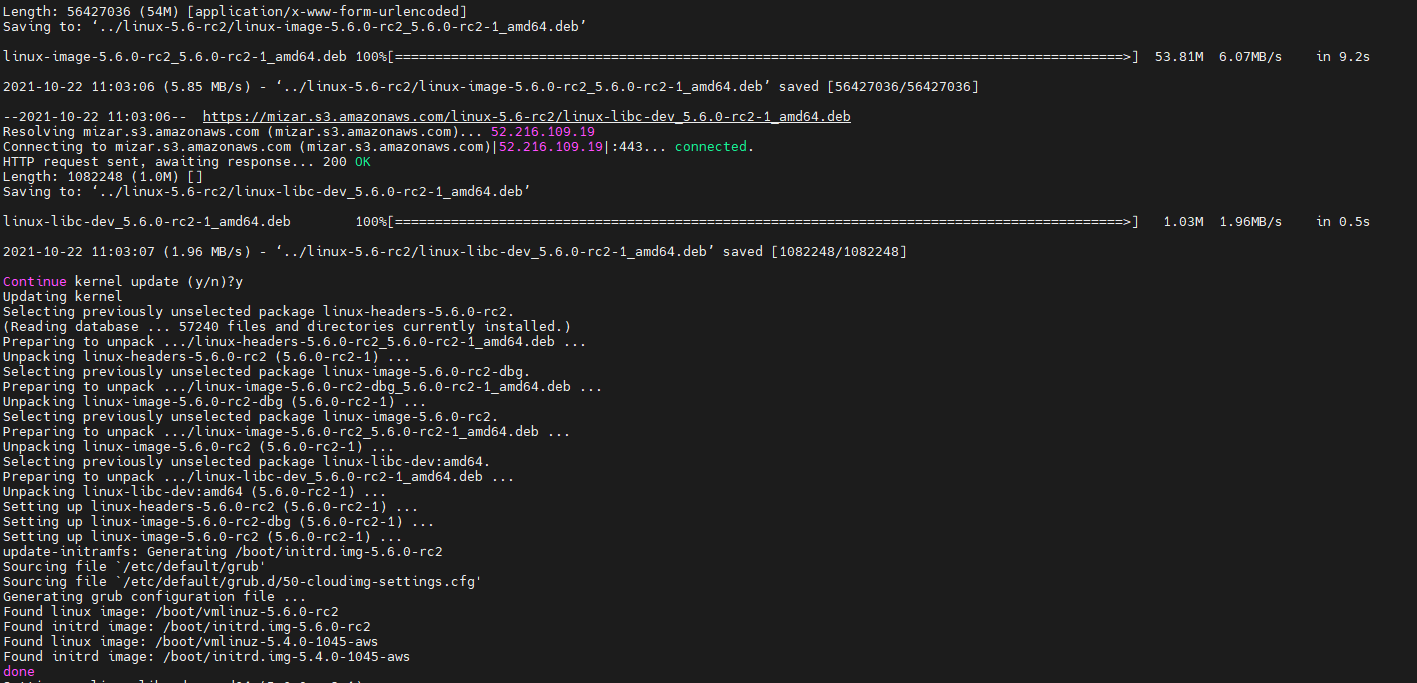 Length: 56427036 (54M) [application/x-www-form-urlencoded]
Saving to: ‘../linux-5.6-rc2/linux-image-5.6.0-rc2_5.6.0-rc2-1_amd64.deb’
linux-image-5.6.0-rc2_5.6.0-rc2-1_amd64.deb 100%[===========================================================================================>] 53.81M 6.07MB/s in 9.2s
2021-10-22 11:03:06 (5.85 MB/s) - ‘../linux-5.6-rc2/linux-image-5.6.0-rc2_5.6.0-rc2-1_amd64.deb’ saved [56427036/56427036]
--2021-10-22 11:03:06-- https://mizar.s3.amazonaws.com/linux-5.6-rc2/linux-libc-dev_5.6.0-rc2-1_amd64.deb
Resolving mizar.s3.amazonaws.com (mizar.s3.amazonaws.com)... 52.216.109.19
Connecting to mizar.s3.amazonaws.com (mizar.s3.amazonaws.com)|52.216.109.19|:443... connected.
HTTP request sent, awaiting response... 200 OK
Length: 1082248 (1.0M) []
Saving to: ‘../linux-5.6-rc2/linux-libc-dev_5.6.0-rc2-1_amd64.deb’
linux-libc-dev_5.6.0-rc2-1_amd64.deb 100%[===========================================================================================>] 1.03M 1.96MB/s in 0.5s
2021-10-22 11:03:07 (1.96 MB/s) - ‘../linux-5.6-rc2/linux-libc-dev_5.6.0-rc2-1_amd64.deb’ saved [1082248/1082248]
Continue kernel update (y/n)?y
Updating kernel
Selecting previously unselected package linux-headers-5.6.0-rc2.
(Reading database ... 57240 files and directories currently installed.)
Preparing to unpack .../linux-headers-5.6.0-rc2_5.6.0-rc2-1_amd64.deb ...
Unpacking linux-headers-5.6.0-rc2 (5.6.0-rc2-1) ...
Selecting previously unselected package linux-image-5.6.0-rc2-dbg.
Preparing to unpack .../linux-image-5.6.0-rc2-dbg_5.6.0-rc2-1_amd64.deb ...
Unpacking linux-image-5.6.0-rc2-dbg (5.6.0-rc2-1) ...
Selecting previously unselected package linux-image-5.6.0-rc2.
Preparing to unpack .../linux-image-5.6.0-rc2_5.6.0-rc2-1_amd64.deb ...
Unpacking linux-image-5.6.0-rc2 (5.6.0-rc2-1) ...
Selecting previously unselected package linux-libc-dev:amd64.
Preparing to unpack .../linux-libc-dev_5.6.0-rc2-1_amd64.deb ...
Unpacking linux-libc-dev:amd64 (5.6.0-rc2-1) ...
Setting up linux-headers-5.6.0-rc2 (5.6.0-rc2-1) ...
Setting up linux-image-5.6.0-rc2-dbg (5.6.0-rc2-1) ...
Setting up linux-image-5.6.0-rc2 (5.6.0-rc2-1) ...
update-initramfs: Generating /boot/initrd.img-5.6.0-rc2
Sourcing file `/etc/default/grub'
Sourcing file `/etc/default/grub.d/50-cloudimg-settings.cfg'
Generating grub configuration file ...
Found linux image: /boot/vmlinuz-5.6.0-rc2
Found initrd image: /boot/initrd.img-5.6.0-rc2
Found linux image: /boot/vmlinuz-5.4.0-1045-aws
Found initrd image: /boot/initrd.img-5.4.0-1045-aws
done